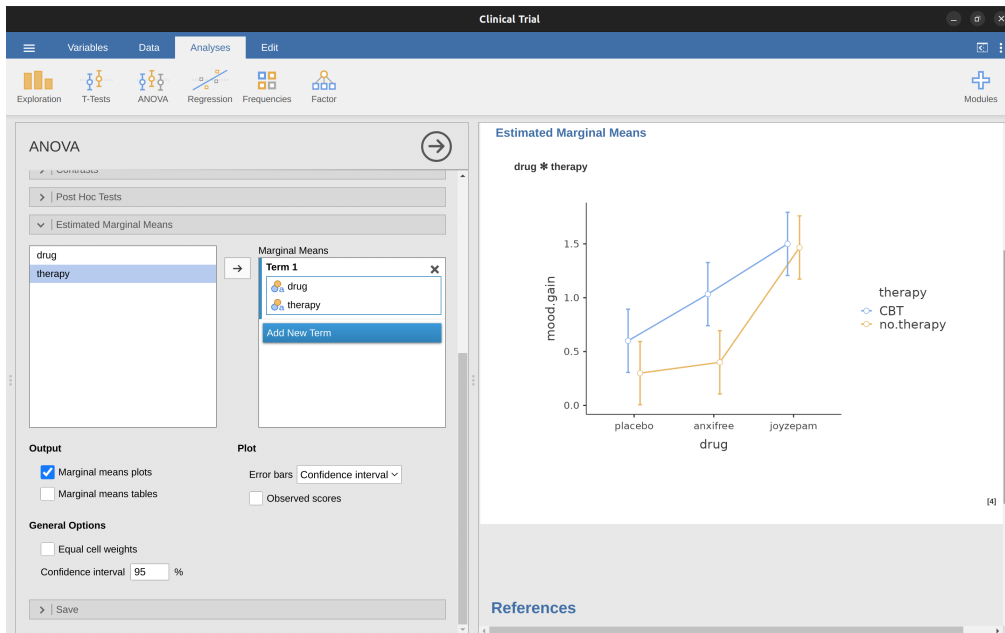 Clinical Trial
Variables Data Analyses Edit
Exploration T-Tests ANOVA Regression Frequencies Factor Modules
ANOVA
Contrasts
Post Hoc Tests
Estimated Marginal Means
drug
therapy
Marginal Means
Term 1
drug
therapy
Add New Term
Output
Marginal means plots
Marginal means tables
Plot
Error bars Confidence interval
Observed scores
General Options
Equal cell weights
Confidence interval 95 %
Save
Estimated Marginal Means
drug ✻ therapy
mood.gain
1.5
1.0
0.5
0.0
placebo anxifree joyzepam
drug
therapy
CBT
no.therapy
[4]
References